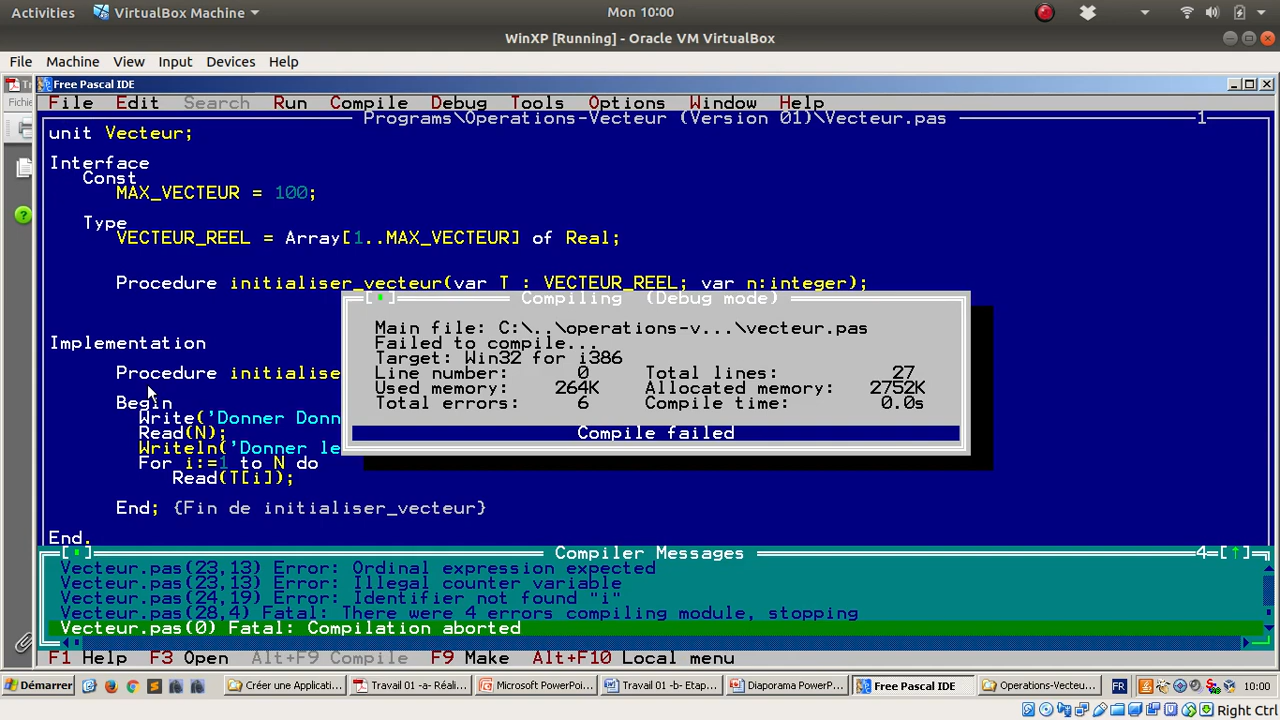 Activities VirtualBox Machine Mon 10:00
WinXP [Running] - Oracle VM VirtualBox
File Machine View Input Devices Help
Free Pascal IDE
Fichie
File Edit Search Run Compile Debug Tools Options Window Help
Programs\Operations-Vecteur (Version 01)\Vecteur.pas 1
unit Vecteur;
Interface
Const
MAX_VECTEUR = 100;
Type
VECTEUR_REEL = Array[1..MAX_VECTEUR] of Real;
Procedure initialiser_vecteur(var T : VECTEUR_REEL; var n:integer);
Implementation
Procedure initialise
Begin
Write('Donner Donn
Read(N);
Writeln('Donner le
For i:=1 to N do
Read(T[i]);
End; {Fin de initialiser_vecteur}
End.
Compiling (Debug mode)
Main file: C:\..\operations-v...\vecteur.pas
Failed to compile...
Target: Win32 for i386
Line number: 0 Total lines: 27
Used memory: 264K Allocated memory: 2752K
Total errors: 6 Compile time: 0.0s
Compile failed
Compiler Messages 4
Vecteur.pas(23,13) Error: Ordinal expression expected
Vecteur.pas(23,13) Error: Illegal counter variable
Vecteur.pas(24,19) Error: Identifier not found "i"
Vecteur.pas(28,4) Fatal: There were 4 errors compiling module, stopping
Vecteur.pas(0) Fatal: Compilation aborted
F1 Help F3 Open Alt+F9 Compile F9 Make Alt+F10 Local menu
Démarrer Créer une Applicati... Travail 01 -a- Réali... Microsoft PowerPoi... Travail 01 -b- Etap... Diaporama PowerP... Free Pascal IDE Operations-Vecteu... FR 10:00
Right Ctrl